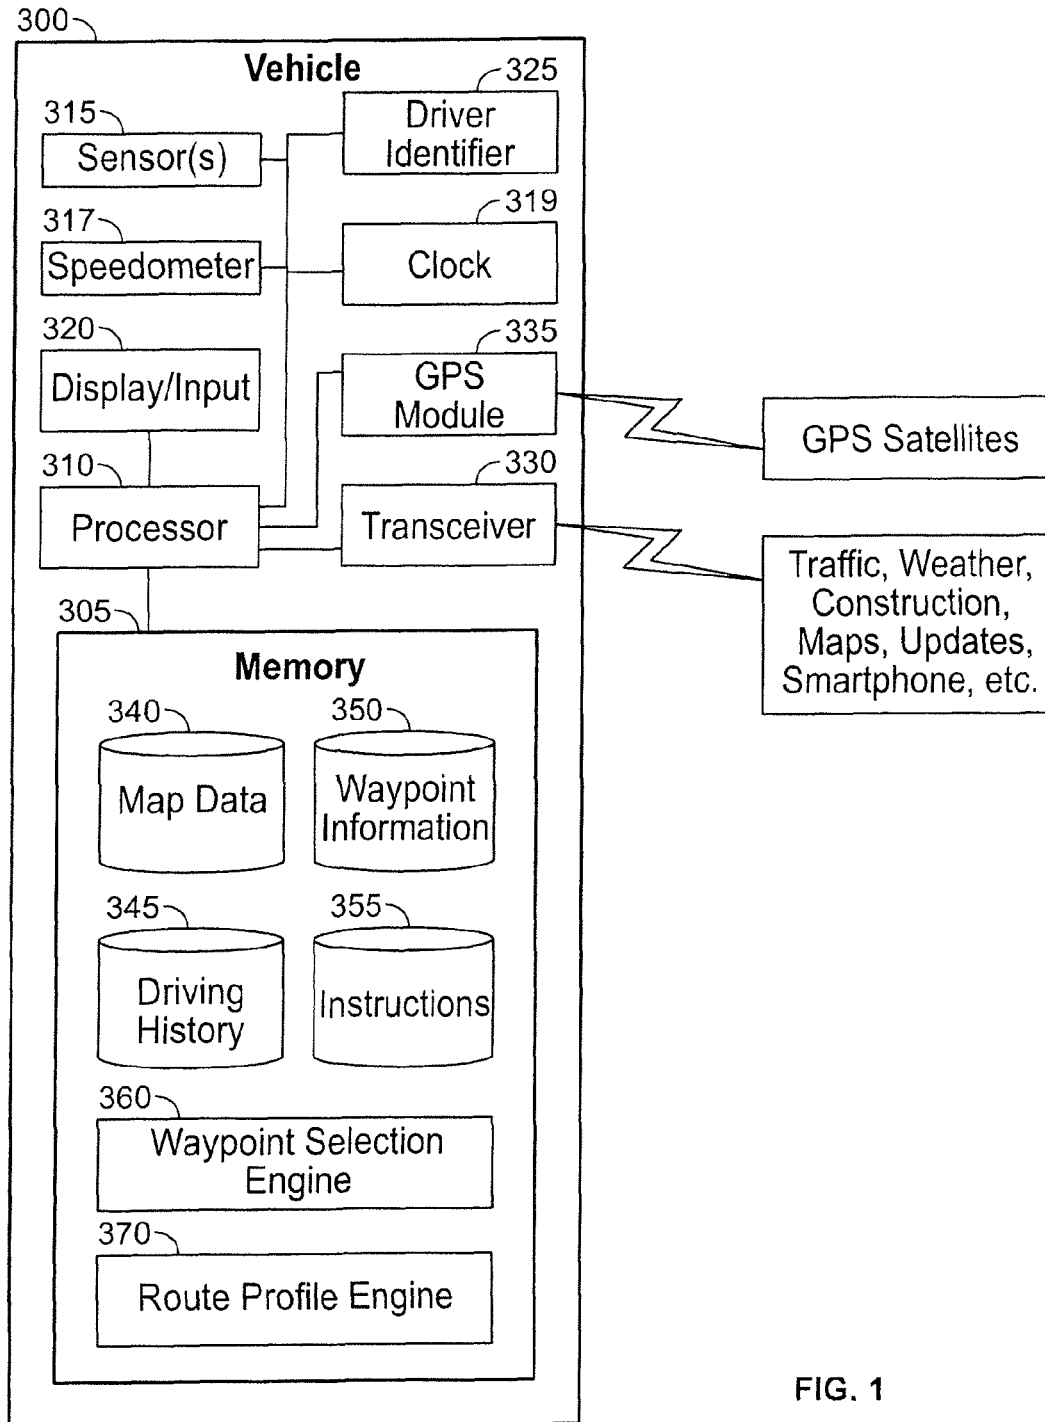 300
Vehicle
315
Sensor(s)
325
Driver
Identifier
317
Speedometer
319
Clock
320
Display/Input
335
GPS
Module
GPS Satellites
310
Processor
330
Transceiver
Traffic, Weather,
Construction,
Maps, Updates,
Smartphone, etc.
305
Memory
340
Map Data
350
Waypoint
Information
345
Driving
History
355
Instructions
360
Waypoint Selection
Engine
370
Route Profile Engine
FIG. 1